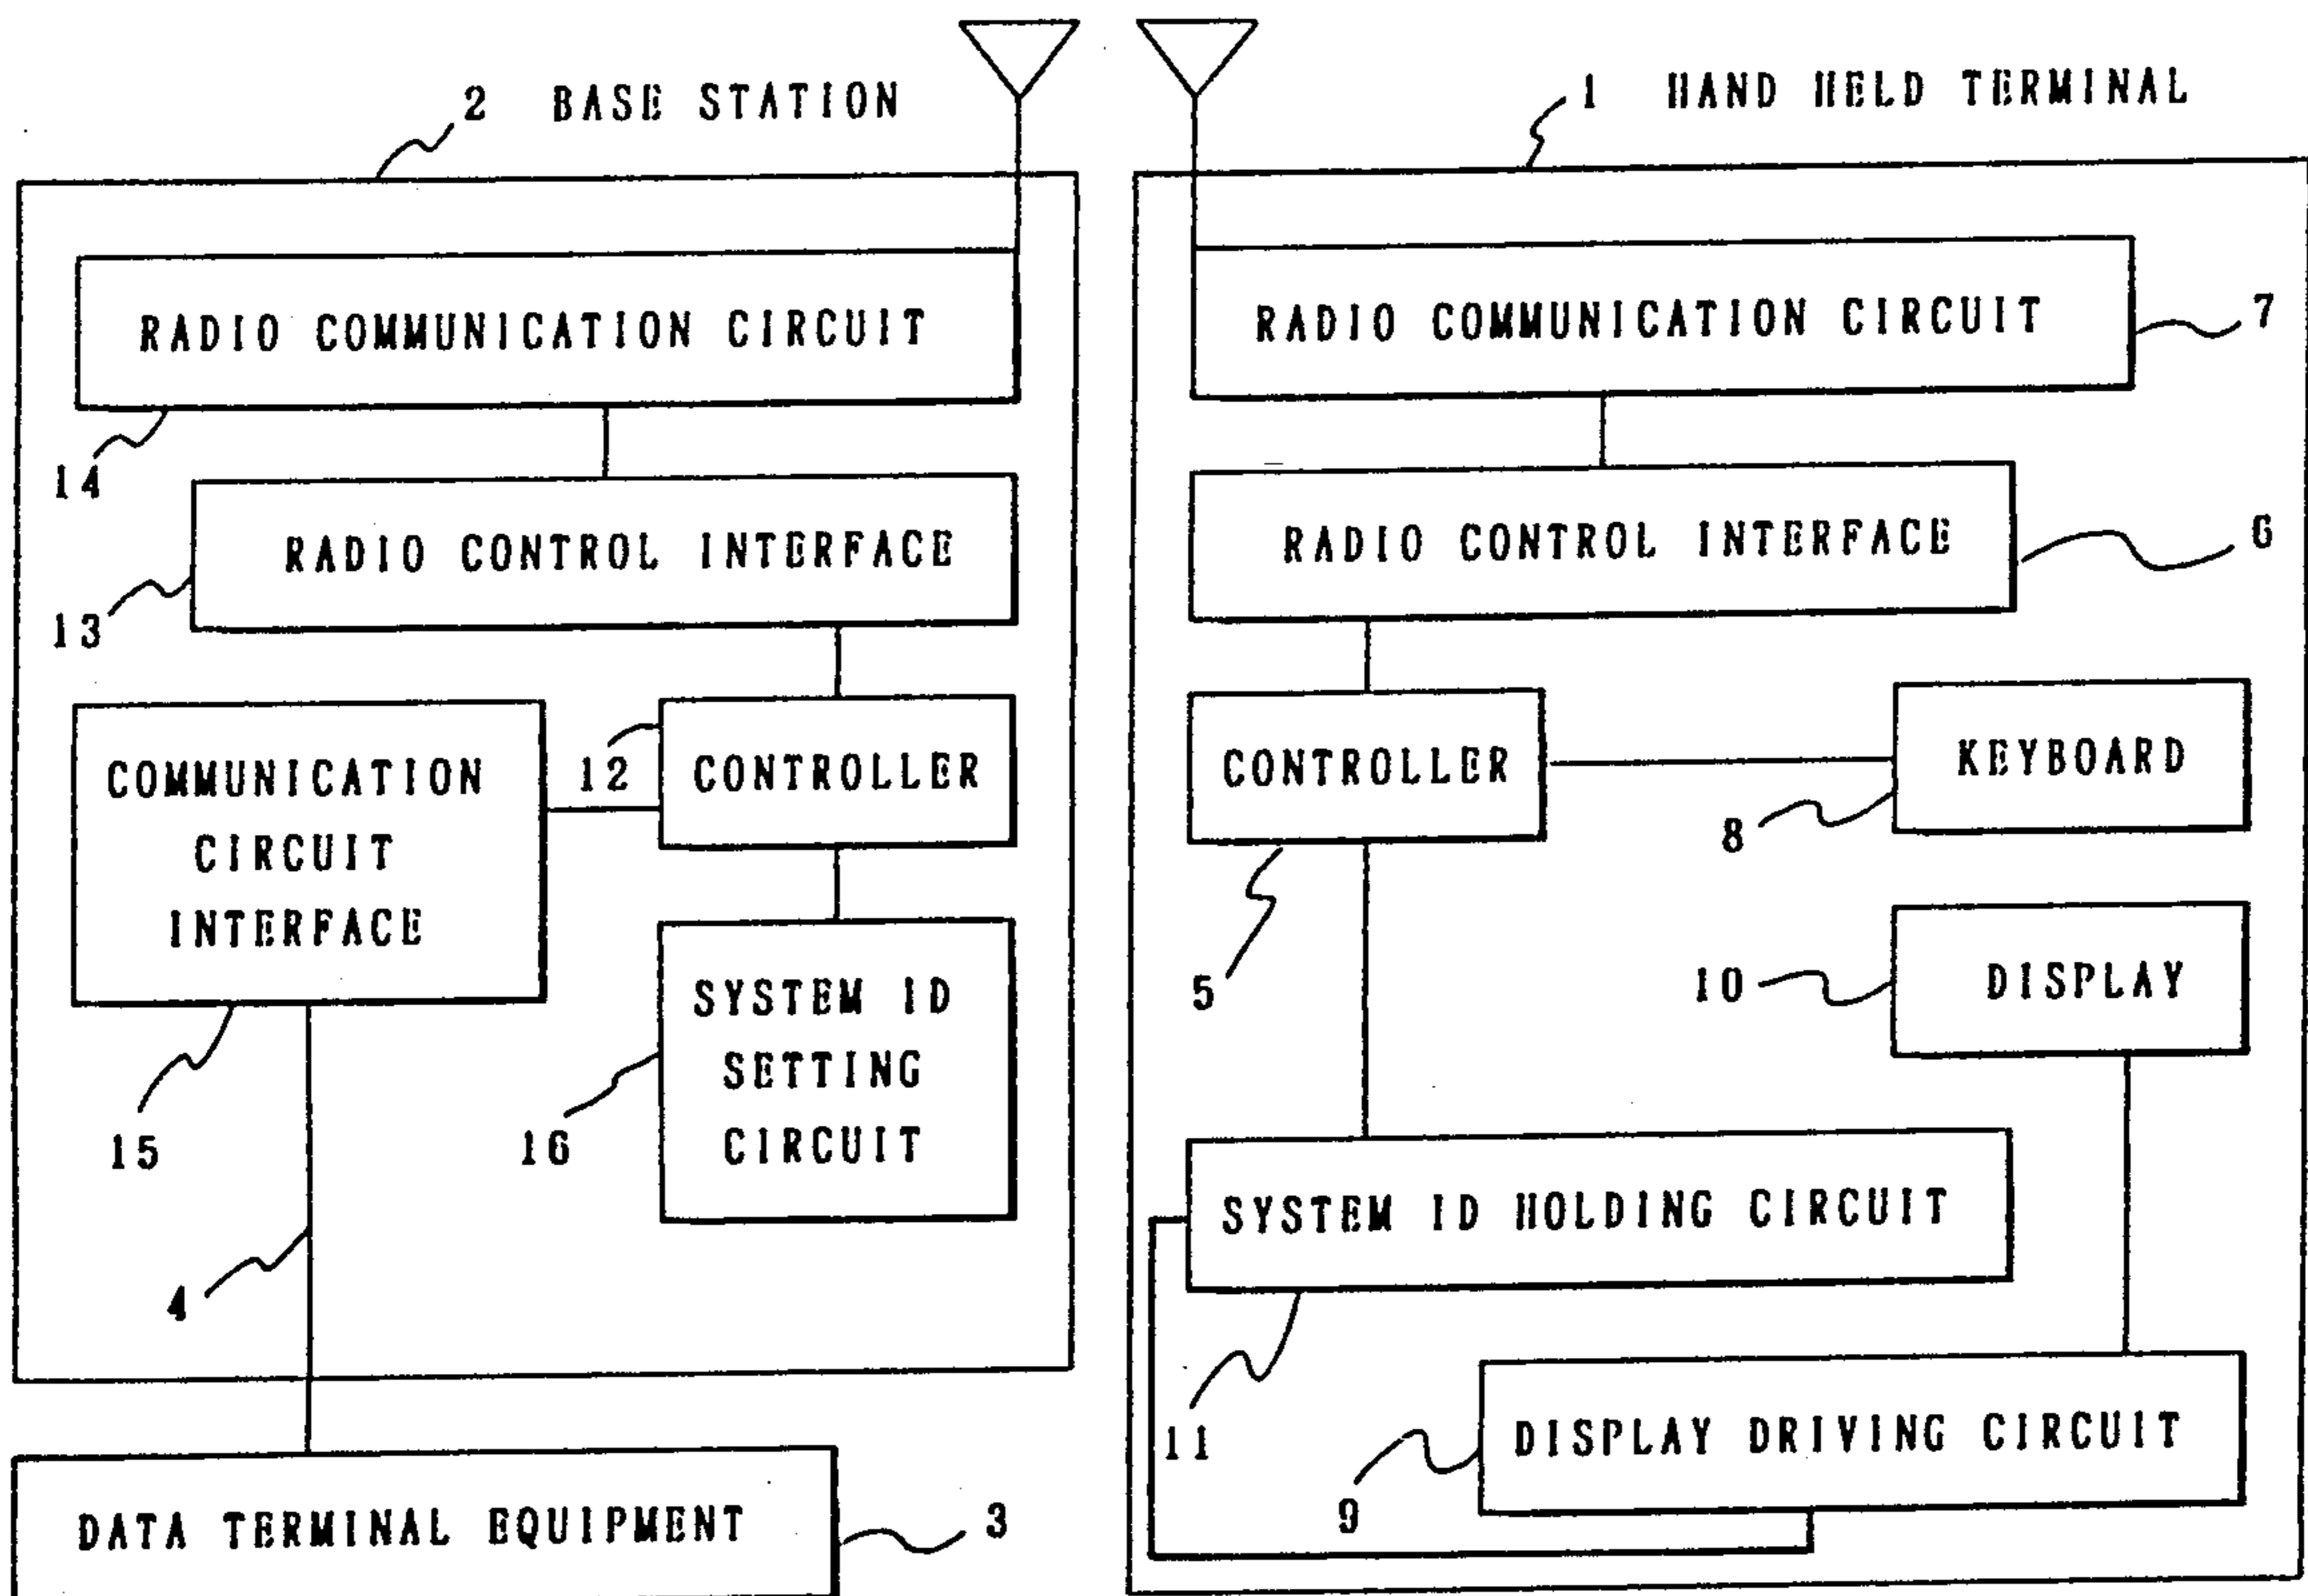 2 BASE STATION
1 HAND HELD TERMINAL
RADIO COMMUNICATION CIRCUIT
14
RADIO CONTROL INTERFACE
13
COMMUNICATION
CIRCUIT
INTERFACE
15
12
CONTROLLER
SYSTEM ID
SETTING
CIRCUIT
16
4
DATA TERMINAL EQUIPMENT
3
RADIO COMMUNICATION CIRCUIT
7
RADIO CONTROL INTERFACE
6
CONTROLLER
5
KEYBOARD
8
DISPLAY
10
SYSTEM ID HOLDING CIRCUIT
11
DISPLAY DRIVING CIRCUIT
9